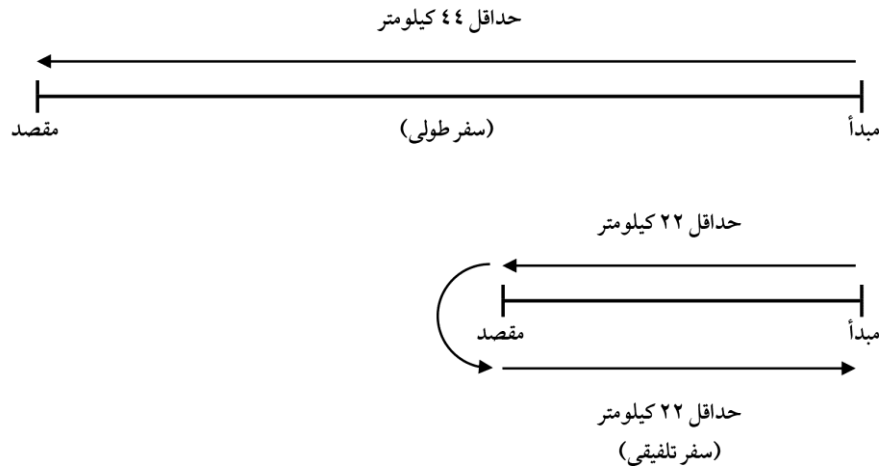 حداقل ٤٤ کیلومتر
مبدأ
(سفر طولی)
مقصد
حداقل ۲۲ کیلومتر
مبدأ
مقصد
حداقل ۲۲ کیلومتر
(سفر تلفیقی)